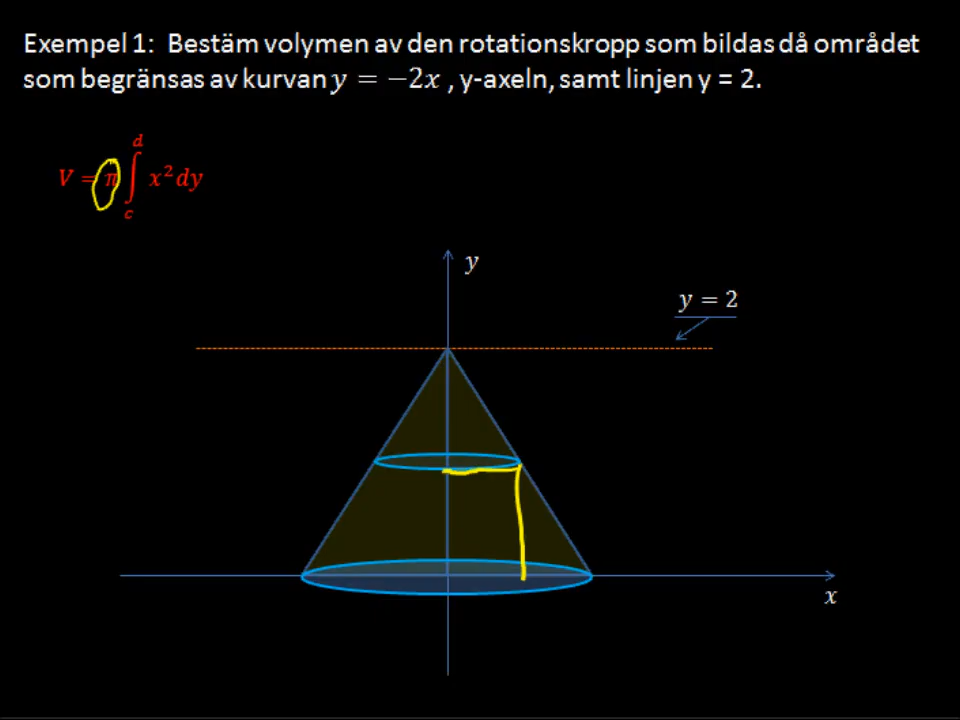 Exempel 1: Bestäm volymen av den rotationskropp som bildas då området
som begränsas av kurvan y = −2x , y-axeln, samt linjen y = 2.
d
V = π ∫ x² dy
c
y
y = 2
x